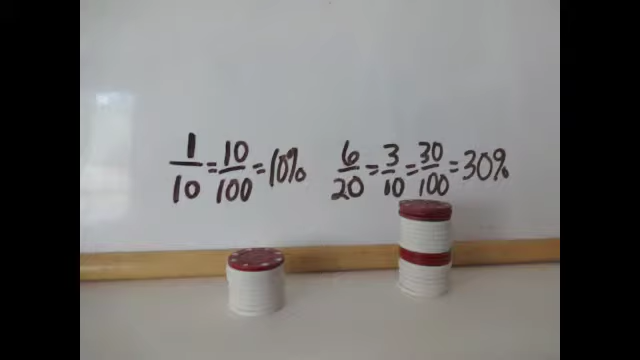 1/10 = 10/100 = 10%
6/20 = 3/10 = 30/100 = 30%